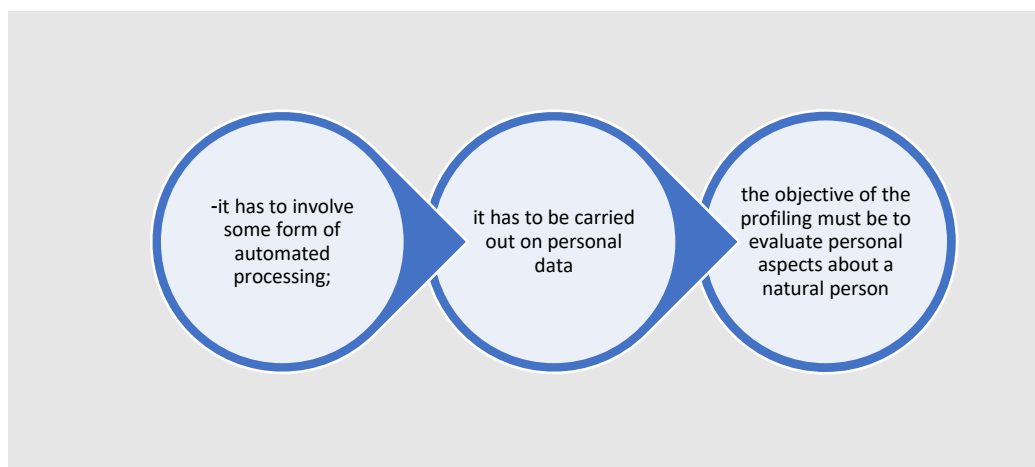 -it has to involve
some form of
automated
processing;
it has to be carried
out on personal
data
the objective of the
profiling must be to
evaluate personal
aspects about a
natural person